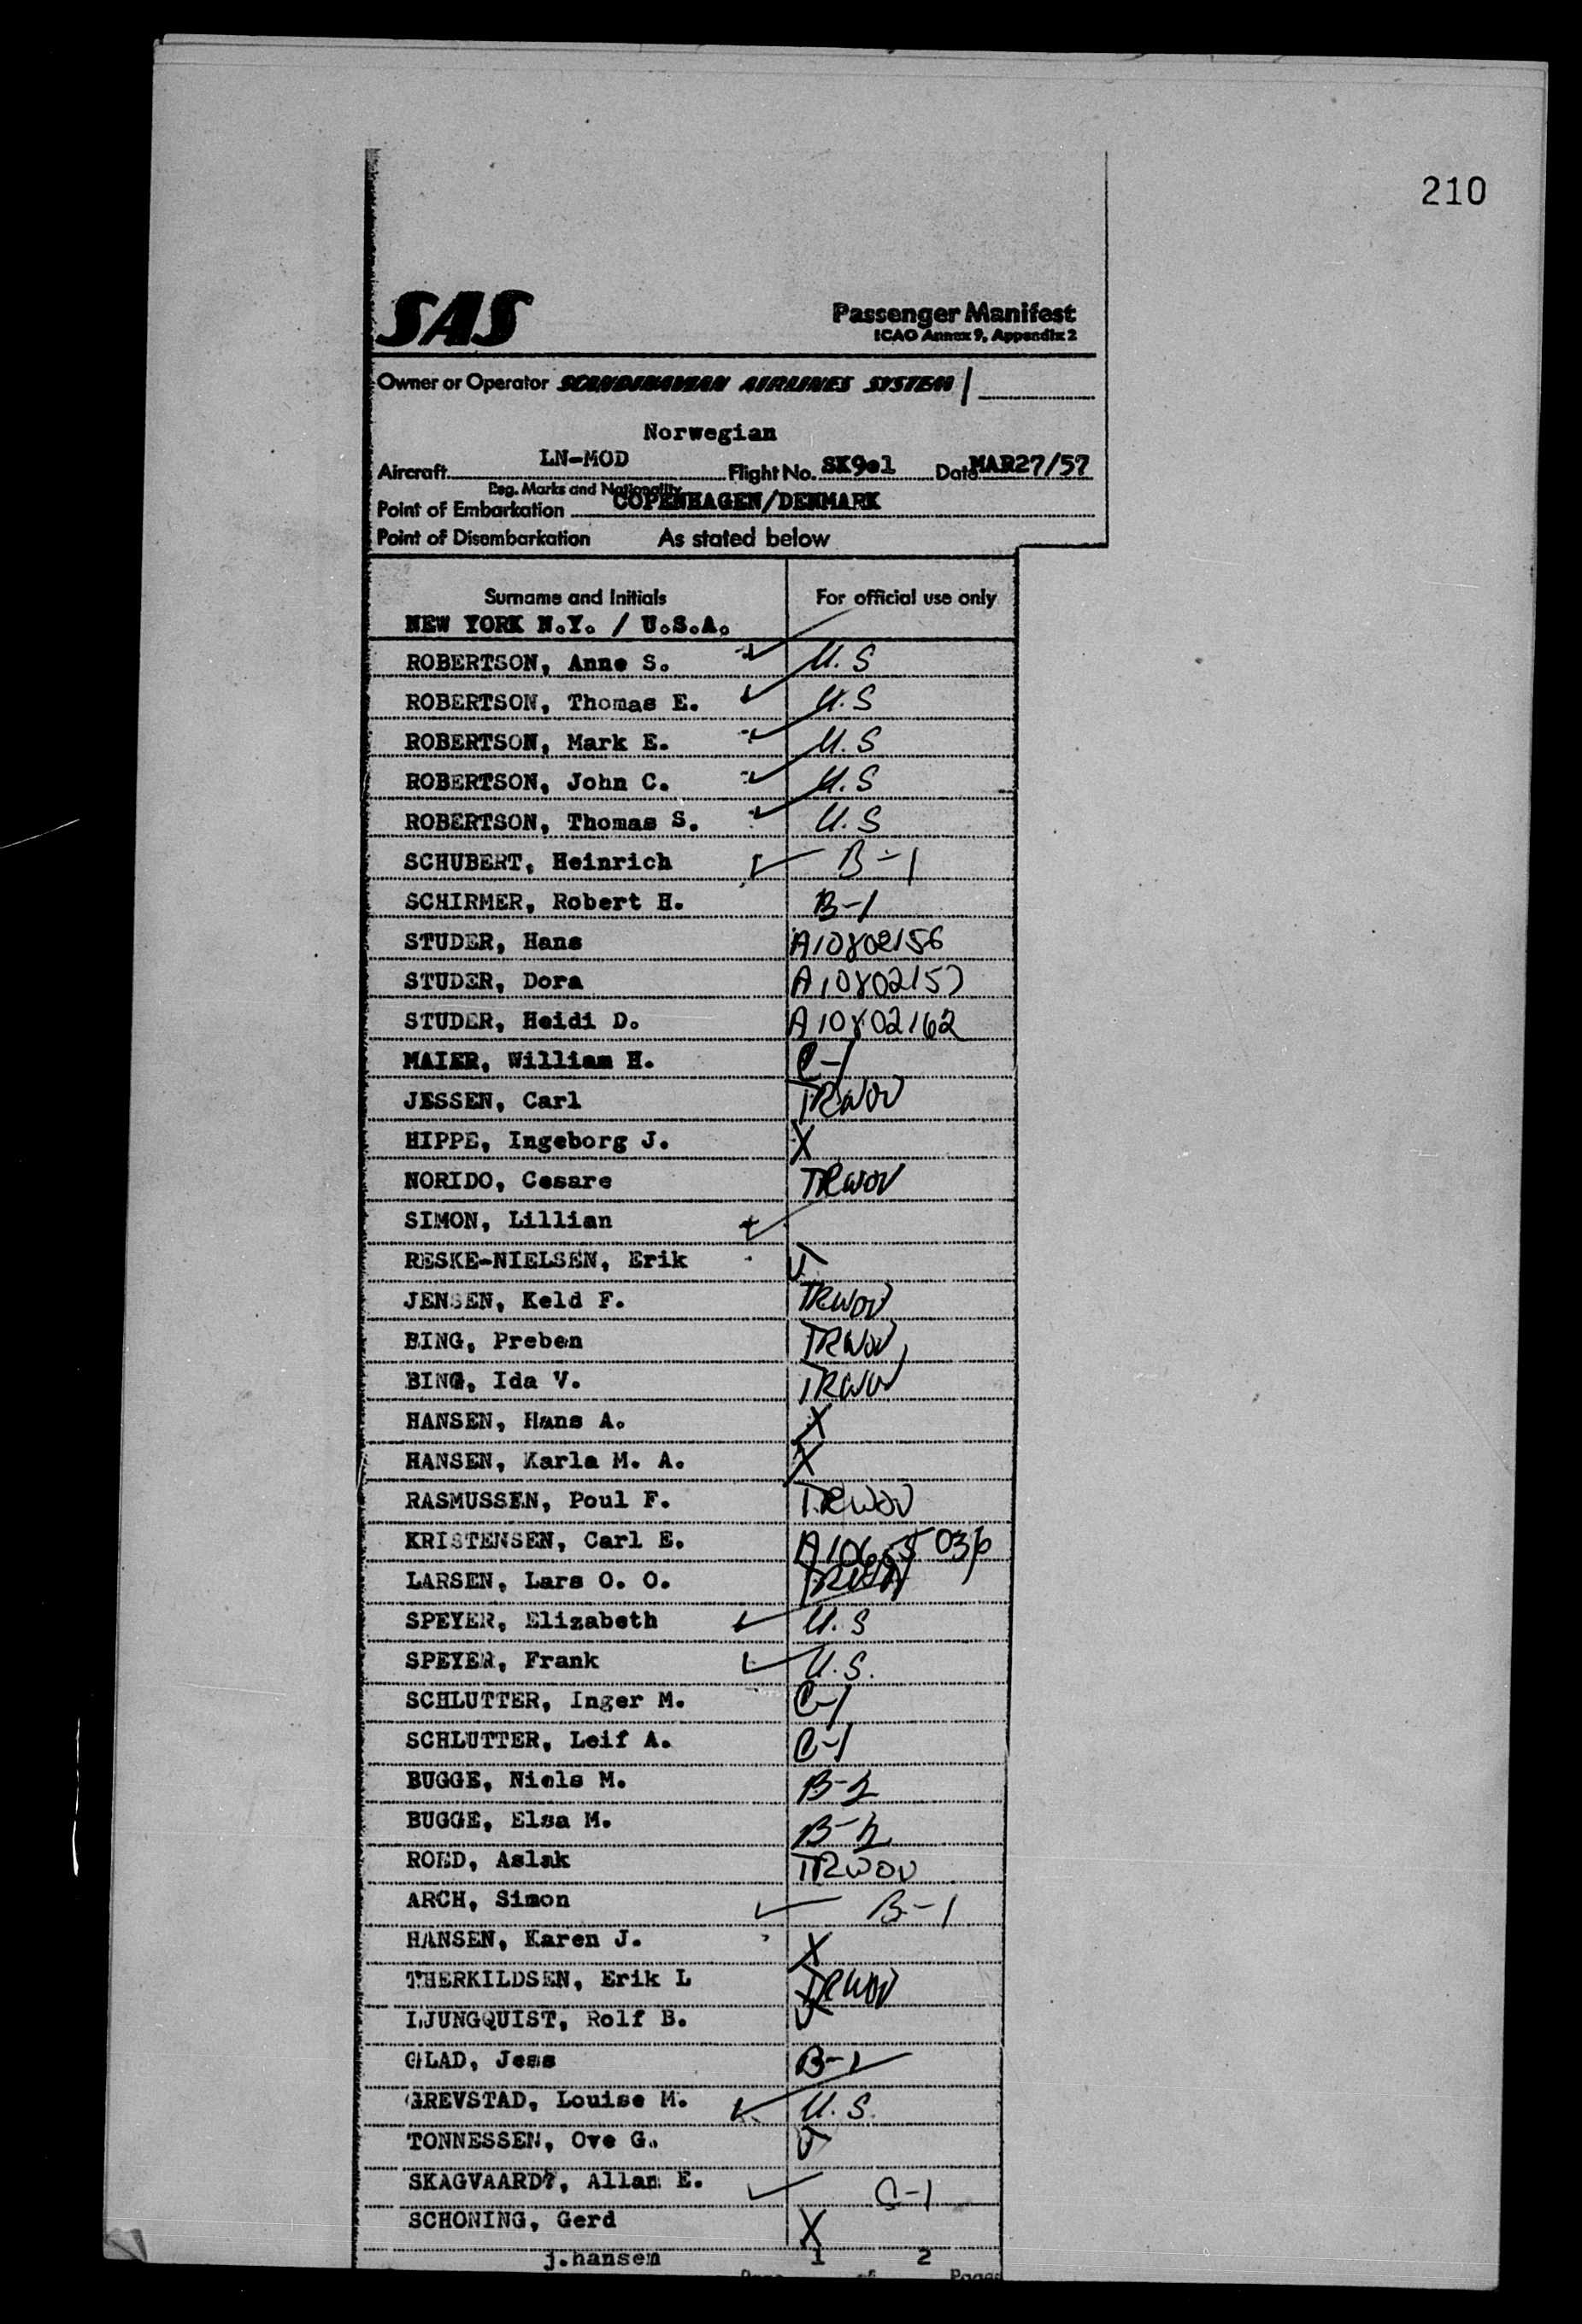 210
SAS
Passenger Manifest
ICAO Annex 9, Appendix 2
Owner or Operator SCANDINAVIAN AIRLINES SYSTEM
Norwegian
Aircraft LN-MOD Flight No. SK901 Date MAR27/57
Reg. Marks and Nationality
Point of Embarkation COPENHAGEN/DENMARK
Point of Disembarkation As stated below
Surname and Initials For official use only
NEW YORK N.Y. / U.S.A.
ROBERTSON, Anne S. U.S
ROBERTSON, Thomas E. U.S
ROBERTSON, Mark E. U.S
ROBERTSON, John C. U.S
ROBERTSON, Thomas S. U.S
SCHUBERT, Heinrich B-1
SCHIRMER, Robert H. B-1
STUDER, Hans A10802156
STUDER, Dora A10802157
STUDER, Heidi D. A10802162
MAIER, William H. C-1
JESSEN, Carl TRWOV
HIPPE, Ingeborg J. X
NORIDO, Cesare TRWOV
SIMON, Lillian
RESKE-NIELSEN, Erik
JENSEN, Keld F. TRWOV
BING, Preben TRWOV
BING, Ida V. TRWOV
HANSEN, Hans A. X
HANSEN, Karla M. A. X
RASMUSSEN, Poul F. TRWOV
KRISTENSEN, Carl E.
LARSEN, Lars O. O.
SPEYER, Elizabeth U.S
SPEYER, Frank U.S.
SCHLUTTER, Inger M. C-1
SCHLUTTER, Leif A. C-1
BUGGE, Niels M. B-2
BUGGE, Elsa M. B-2
ROED, Aslak TRWOV
ARCH, Simon B-1
HANSEN, Karen J. X
THERKILDSEN, Erik L TRWOV
LJUNGQUIST, Rolf B.
GLAD, Jess B-2
GREVSTAD, Louise M. U.S.
TONNESSEN, Ove G.
SKAGVAARD?, Allan E. C-1
SCHONING, Gerd X
j.hansen 1 2
Page of Pages